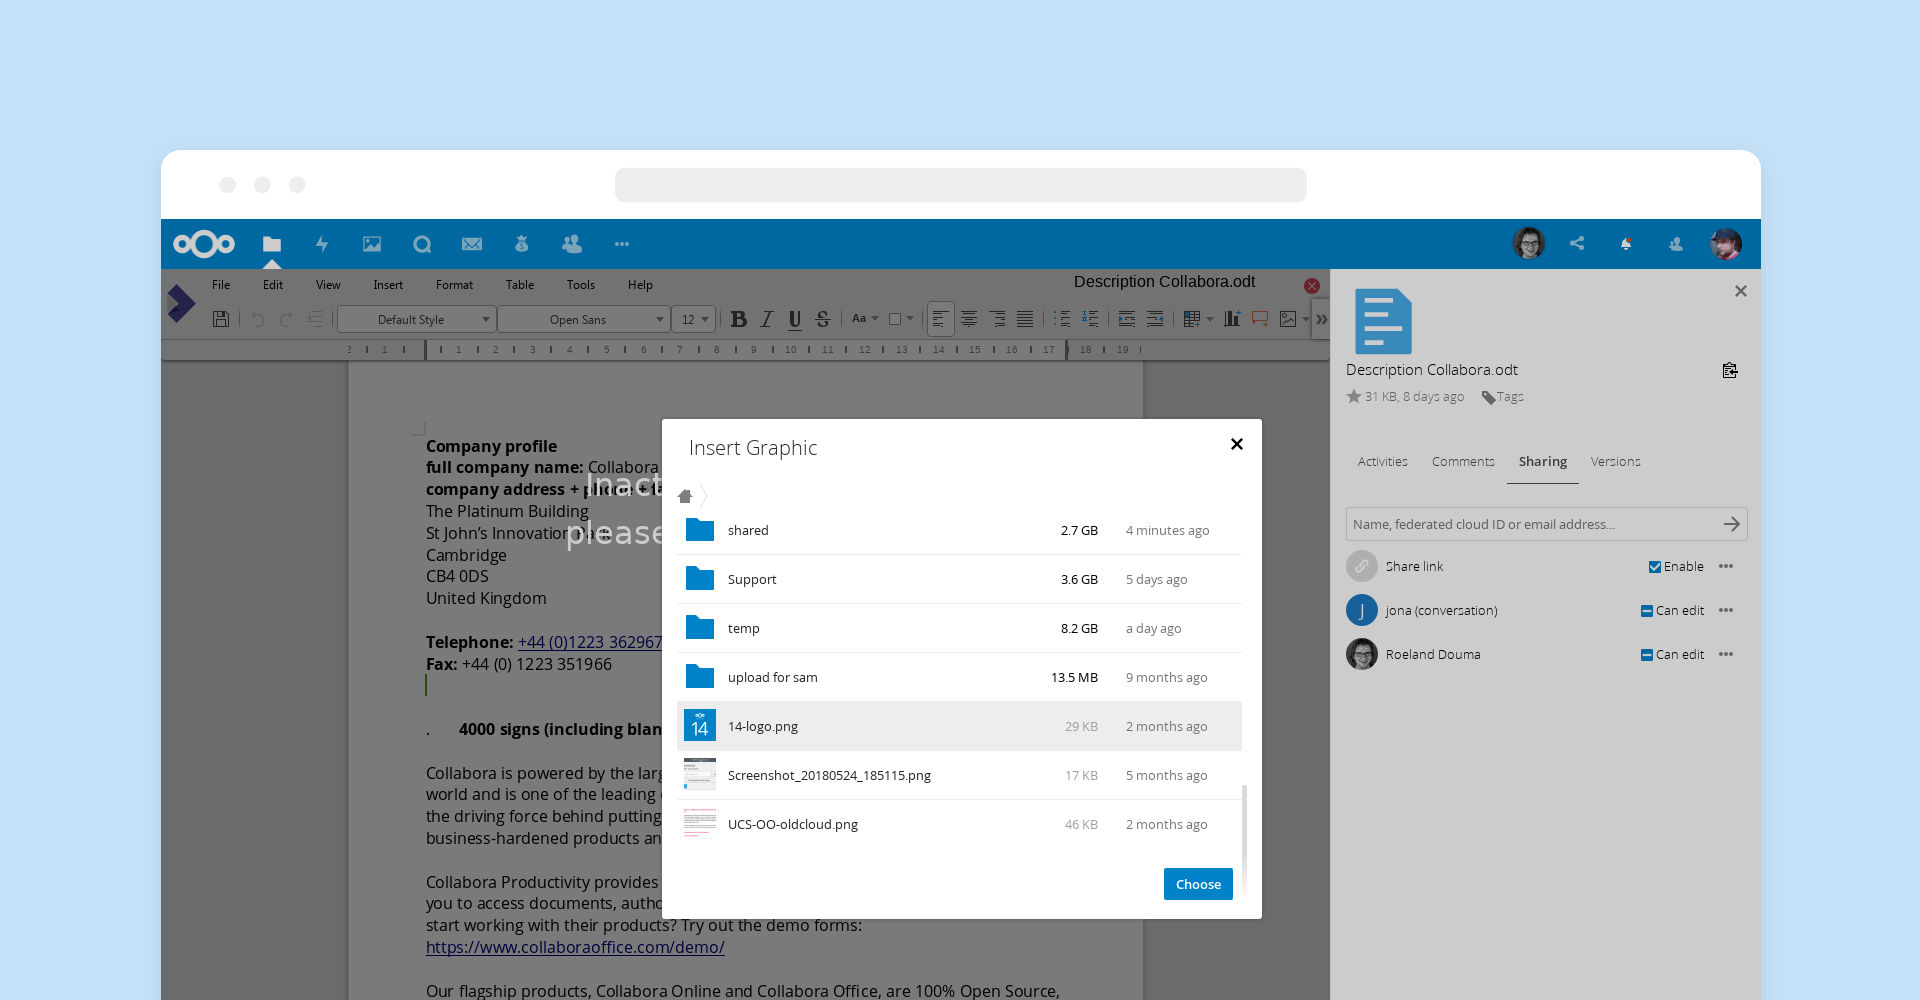 File Edit View Insert Format Table Tools Help
Description Collabora.odt
Default Style Open Sans 12 B I U S Aa
2 1 1 2 3 4 5 6 7 8 9 10 11 12 13 14 15 16 17 18 19
Company profile
full company name: Collabora
company address + phone + fa
The Platinum Building
St John's Innovation Park
Cambridge
CB4 0DS
United Kingdom
Telephone: +44 (0)1223 362967
Fax: +44 (0) 1223 351966
. 4000 signs (including blan
Collabora is powered by the larg
world and is one of the leading
the driving force behind putting
business-hardened products an
Collabora Productivity provides
you to access documents, autho
start working with their products? Try out the demo forms:
https://www.collaboraoffice.com/demo/
Our flagship products, Collabora Online and Collabora Office, are 100% Open Source,
Inact
please
Insert Graphic
shared 2.7 GB 4 minutes ago
Support 3.6 GB 5 days ago
temp 8.2 GB a day ago
upload for sam 13.5 MB 9 months ago
14
14-logo.png 29 KB 2 months ago
Screenshot_20180524_185115.png 17 KB 5 months ago
UCS-OO-oldcloud.png 46 KB 2 months ago
Choose
Description Collabora.odt
31 KB, 8 days ago Tags
Activities Comments Sharing Versions
Name, federated cloud ID or email address...
Share link Enable
J jona (conversation) Can edit
Roeland Douma Can edit